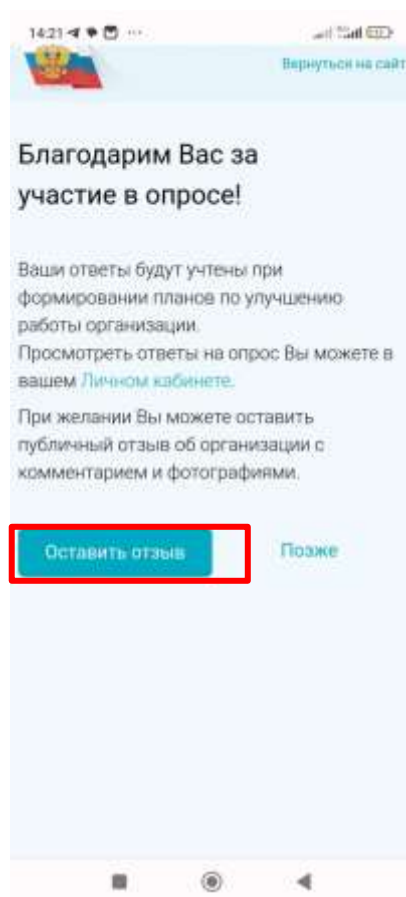 14:21
Вернуться на сайт
Благодарим Вас за
участие в опросе!
Ваши ответы будут учтены при
формировании планов по улучшению
работы организации.
Просмотреть ответы на опрос Вы можете в
вашем Личном кабинете.
При желании Вы можете оставить
публичный отзыв об организации с
комментарием и фотографиями.
Оставить отзыв
Позже